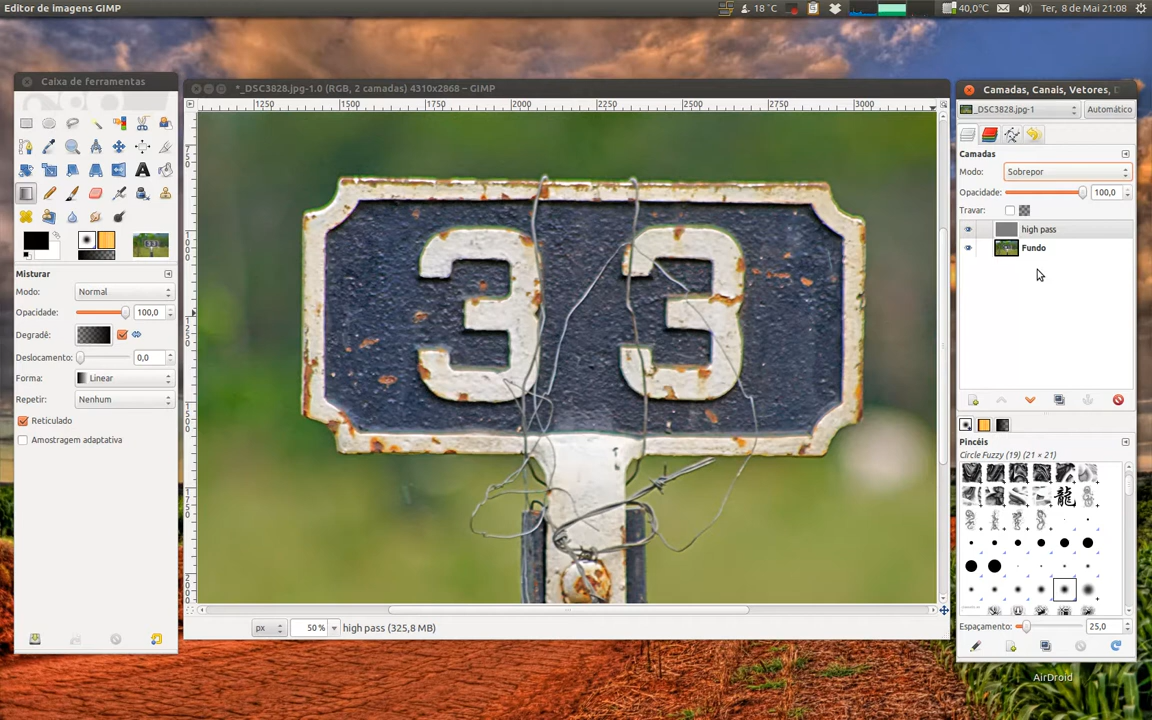 Editor de imagens GIMP
18 °C
40,0°C
Ter, 8 de Mai 21:08
Caixa de ferramentas
Misturar
Modo:
Normal
Opacidade:
100,0
Degradê:
Deslocamento:
0,0
Forma:
Linear
Repetir:
Nenhum
Reticulado
Amostragem adaptativa
*_DSC3828.jpg-1.0 (RGB, 2 camadas) 4310x2868 – GIMP
1250
1500
1750
2000
2250
2500
2750
3000
33
px
50 %
high pass (325,8 MB)
Camadas, Canais, Vetores, D
_DSC3828.jpg-1
Automático
Camadas
Modo:
Sobrepor
Opacidade:
100,0
Travar:
high pass
Fundo
Pincéis
Circle Fuzzy (19) (21 × 21)
龍
Espaçamento:
25,0
AirDroid